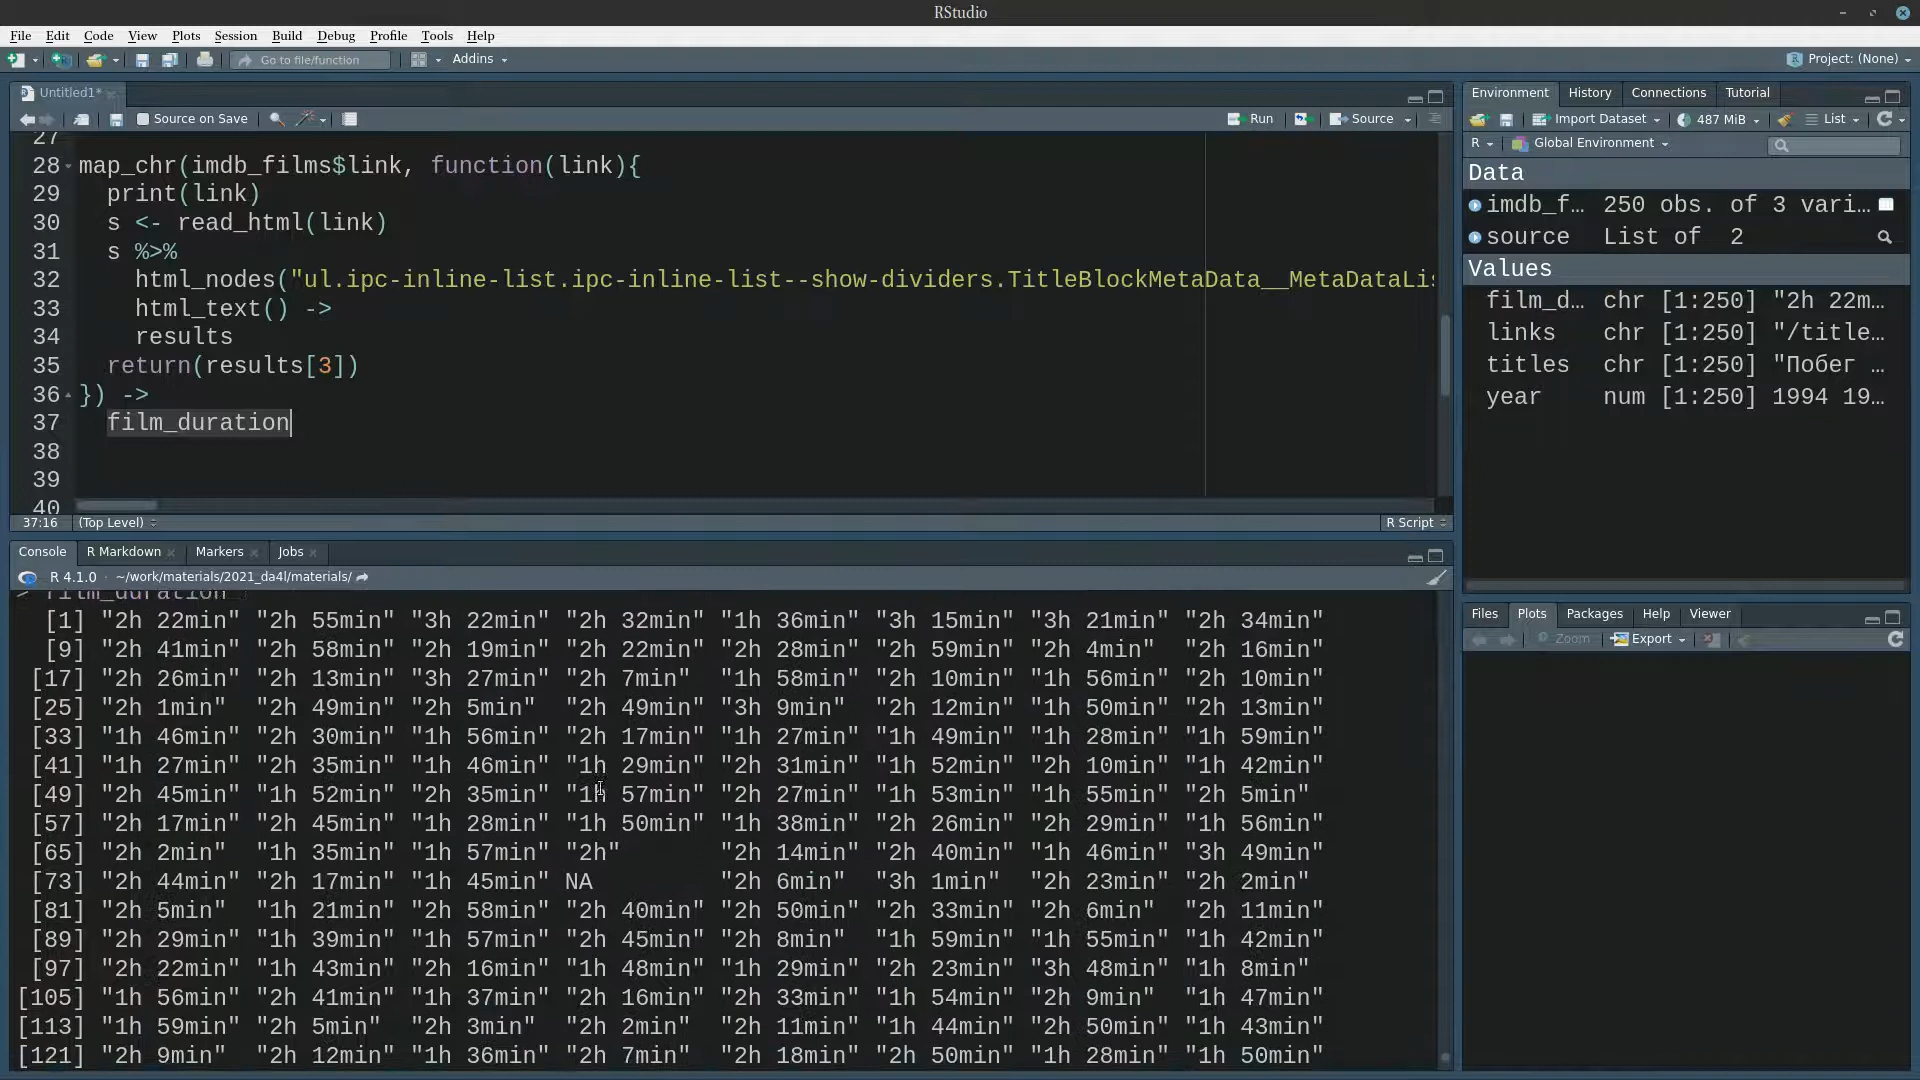 RStudio
File Edit Code View Plots Session Build Debug Profile Tools Help
Go to file/function Addins Project: (None)
Untitled1*
Source on Save Run Source
27
28 map_chr(imdb_films$link, function(link){
29 print(link)
30 s <- read_html(link)
31 s %>%
32 html_nodes("ul.ipc-inline-list.ipc-inline-list--show-dividers.TitleBlockMetaData__MetaDataLis
33 html_text() ->
34 results
35 return(results[3])
36 }) ->
37 film_duration
38
39
40
37:16 (Top Level) R Script
Console R Markdown Markers Jobs
R 4.1.0 · ~/work/materials/2021_da4l/materials/
> film_duration
[1] "2h 22min" "2h 55min" "3h 22min" "2h 32min" "1h 36min" "3h 15min" "3h 21min" "2h 34min"
[9] "2h 41min" "2h 58min" "2h 19min" "2h 22min" "2h 28min" "2h 59min" "2h 4min" "2h 16min"
[17] "2h 26min" "2h 13min" "3h 27min" "2h 7min" "1h 58min" "2h 10min" "1h 56min" "2h 10min"
[25] "2h 1min" "2h 49min" "2h 5min" "2h 49min" "3h 9min" "2h 12min" "1h 50min" "2h 13min"
[33] "1h 46min" "2h 30min" "1h 56min" "2h 17min" "1h 27min" "1h 49min" "1h 28min" "1h 59min"
[41] "1h 27min" "2h 35min" "1h 46min" "1h 29min" "2h 31min" "1h 52min" "2h 10min" "1h 42min"
[49] "2h 45min" "1h 52min" "2h 35min" "1h 57min" "2h 27min" "1h 53min" "1h 55min" "2h 5min"
[57] "2h 17min" "2h 45min" "1h 28min" "1h 50min" "1h 38min" "2h 26min" "2h 29min" "1h 56min"
[65] "2h 2min" "1h 35min" "1h 57min" "2h" "2h 14min" "2h 40min" "1h 46min" "3h 49min"
[73] "2h 44min" "2h 17min" "1h 45min" NA "2h 6min" "3h 1min" "2h 23min" "2h 2min"
[81] "2h 5min" "1h 21min" "2h 58min" "2h 40min" "2h 50min" "2h 33min" "2h 6min" "2h 11min"
[89] "2h 29min" "1h 39min" "1h 57min" "2h 45min" "2h 8min" "1h 59min" "1h 55min" "1h 42min"
[97] "2h 22min" "1h 43min" "2h 16min" "1h 48min" "1h 29min" "2h 23min" "3h 48min" "1h 8min"
[105] "1h 56min" "2h 41min" "1h 37min" "2h 16min" "2h 33min" "1h 54min" "2h 9min" "1h 47min"
[113] "1h 59min" "2h 5min" "2h 3min" "2h 2min" "2h 11min" "1h 44min" "2h 50min" "1h 43min"
[121] "2h 9min" "2h 12min" "1h 36min" "2h 7min" "2h 18min" "2h 50min" "1h 28min" "1h 50min"
Environment History Connections Tutorial
Import Dataset 487 MiB List
R Global Environment
Data
imdb_f… 250 obs. of 3 vari…
source List of 2
Values
film_d… chr [1:250] "2h 22m…
links chr [1:250] "/title…
titles chr [1:250] "Побег …
year num [1:250] 1994 19…
Files Plots Packages Help Viewer
Zoom Export